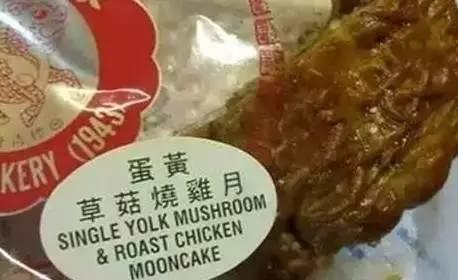 KERY (1943)
蛋黃
草菇燒雞月
SINGLE YOLK MUSHROOM
& ROAST CHICKEN
MOONCAKE